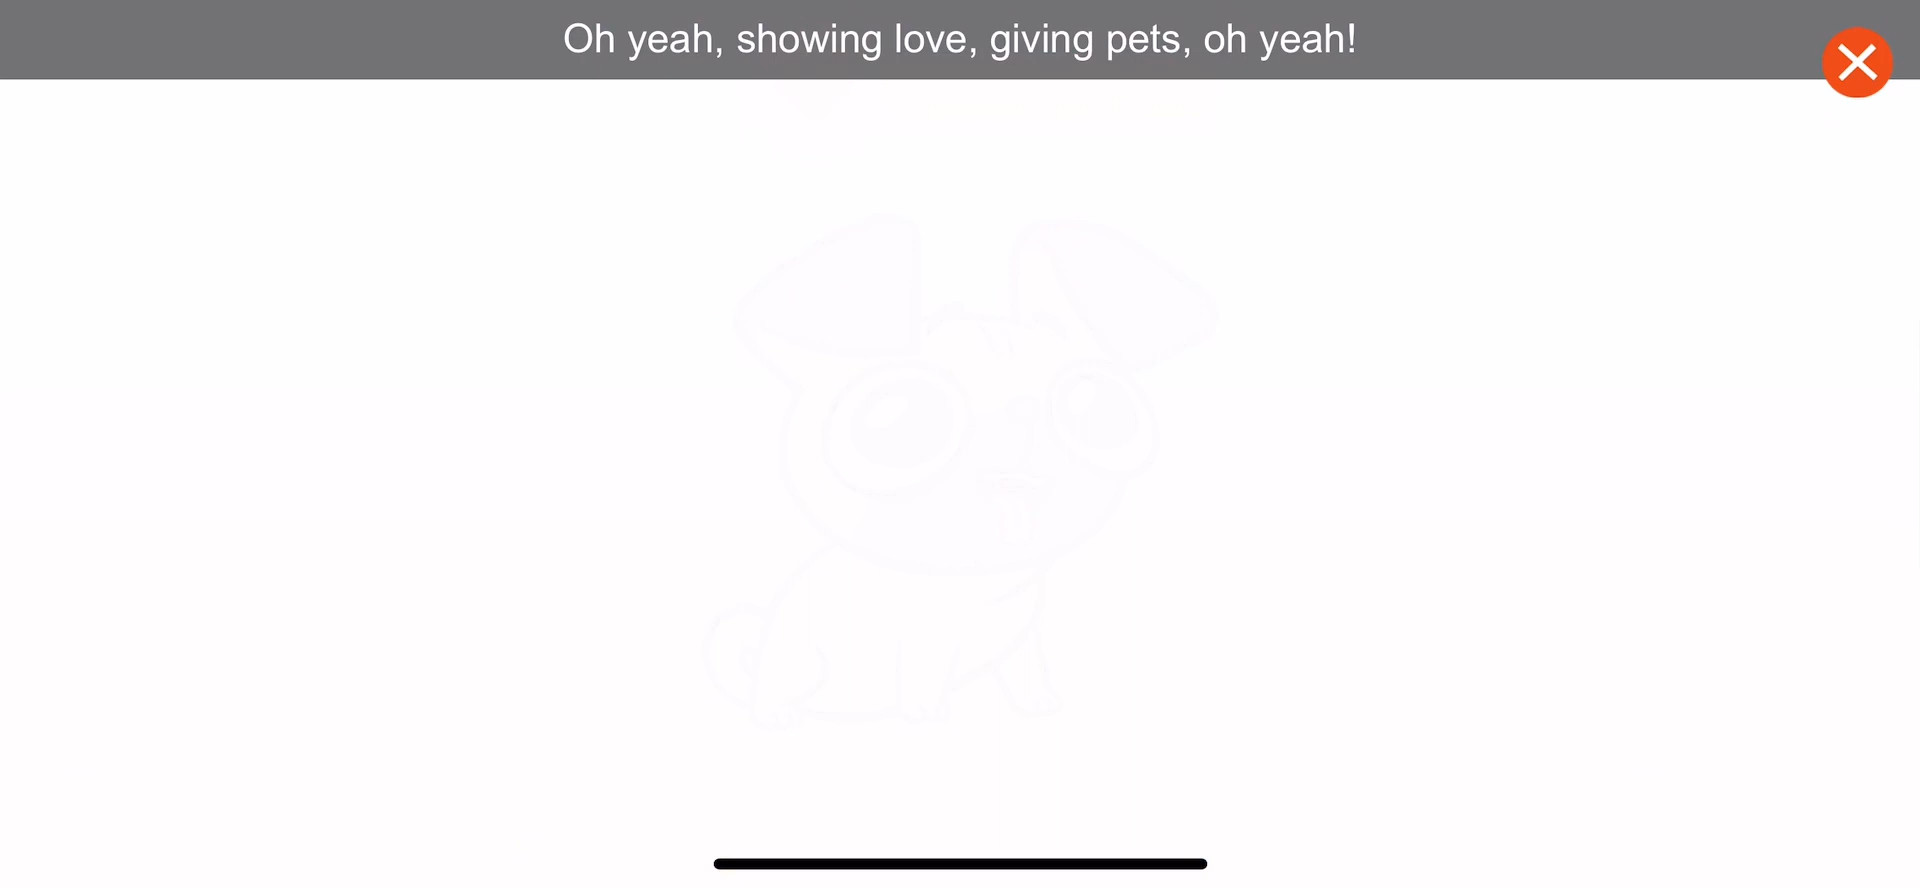 Oh yeah, showing love, giving pets, oh yeah!